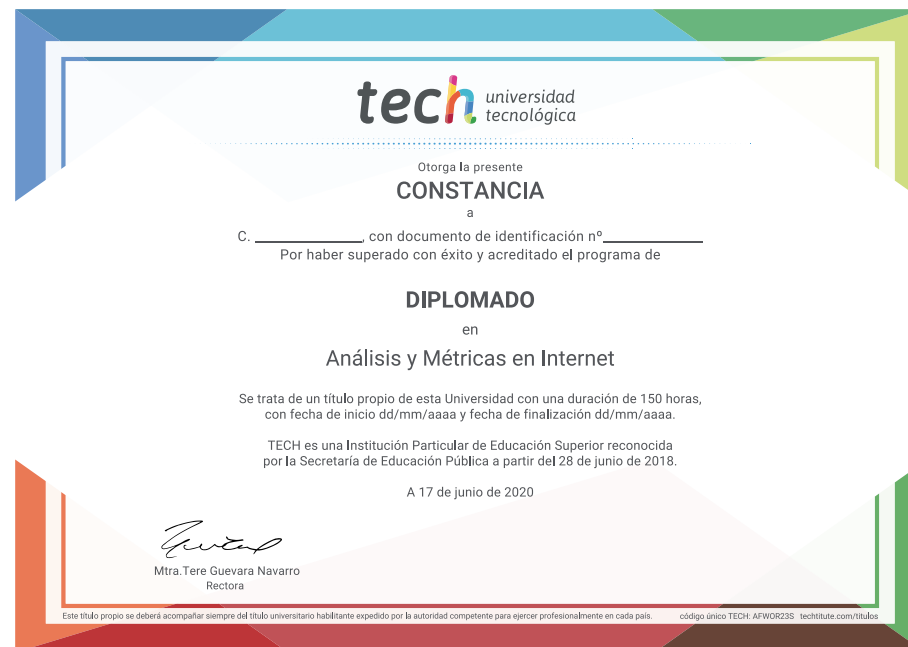 tech universidad
tecnológica
Otorga la presente
CONSTANCIA
a
C. ______________, con documento de identificación nº_____________
Por haber superado con éxito y acreditado el programa de
DIPLOMADO
en
Análisis y Métricas en Internet
Se trata de un título propio de esta Universidad con una duración de 150 horas,
con fecha de inicio dd/mm/aaaa y fecha de finalización dd/mm/aaaa.
TECH es una Institución Particular de Educación Superior reconocida
por la Secretaría de Educación Pública a partir del 28 de junio de 2018.
A 17 de junio de 2020
Mtra.Tere Guevara Navarro
Rectora
Este título propio se deberá acompañar siempre del título universitario habilitante expedido por la autoridad competente para ejercer profesionalmente en cada país. código único TECH: AFWOR23S techtitute.com/titulos